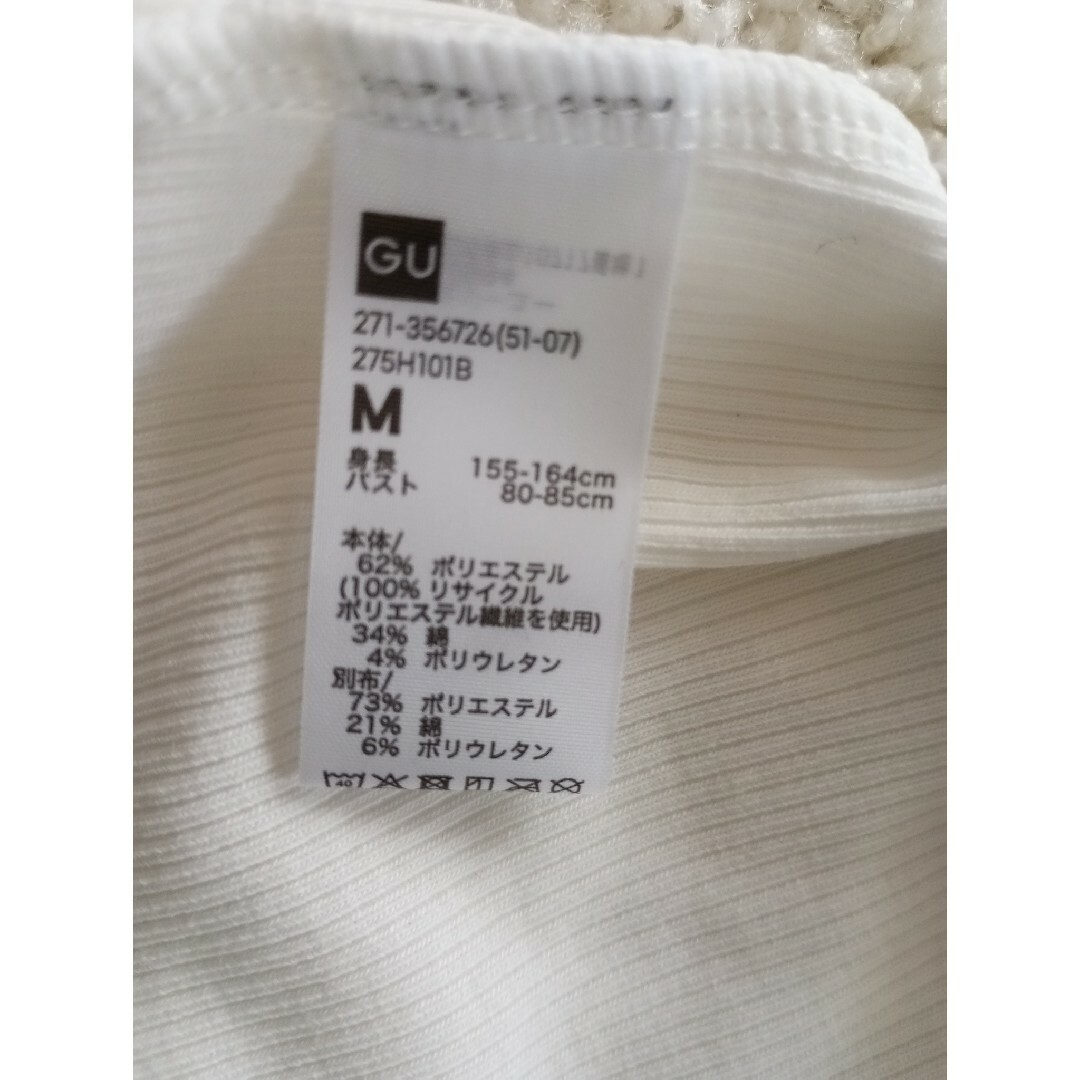 GU
271-356726(51-07)
275H101B
M
身長 155-164cm
バスト 80-85cm
本体/
62% ポリエステル
(100% リサイクル
ポリエステル繊維を使用)
34% 綿
4% ポリウレタン
別布/
73% ポリエステル
21% 綿
6% ポリウレタン
40